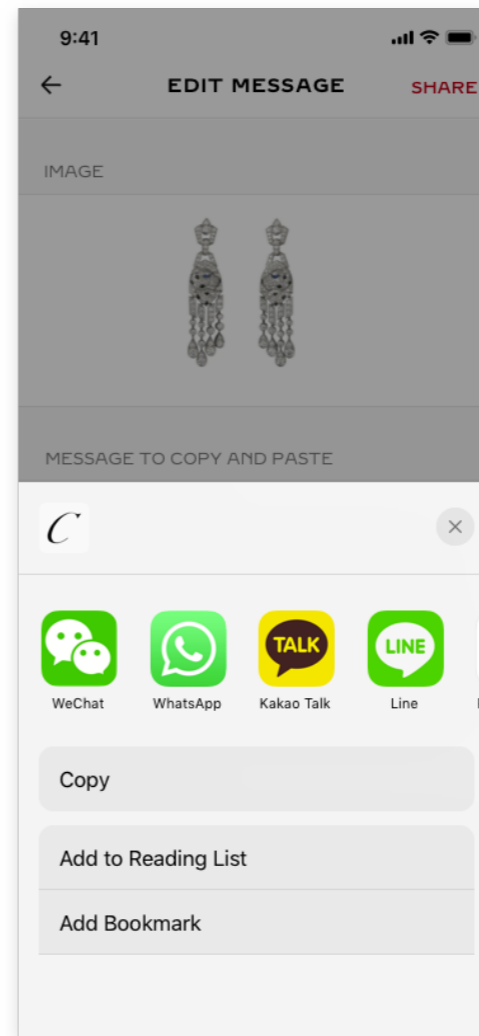 9:41
EDIT MESSAGE
SHARE
IMAGE
MESSAGE TO COPY AND PASTE
C
TALK
LINE
WeChat
WhatsApp
Kakao Talk
Line
Copy
Add to Reading List
Add Bookmark